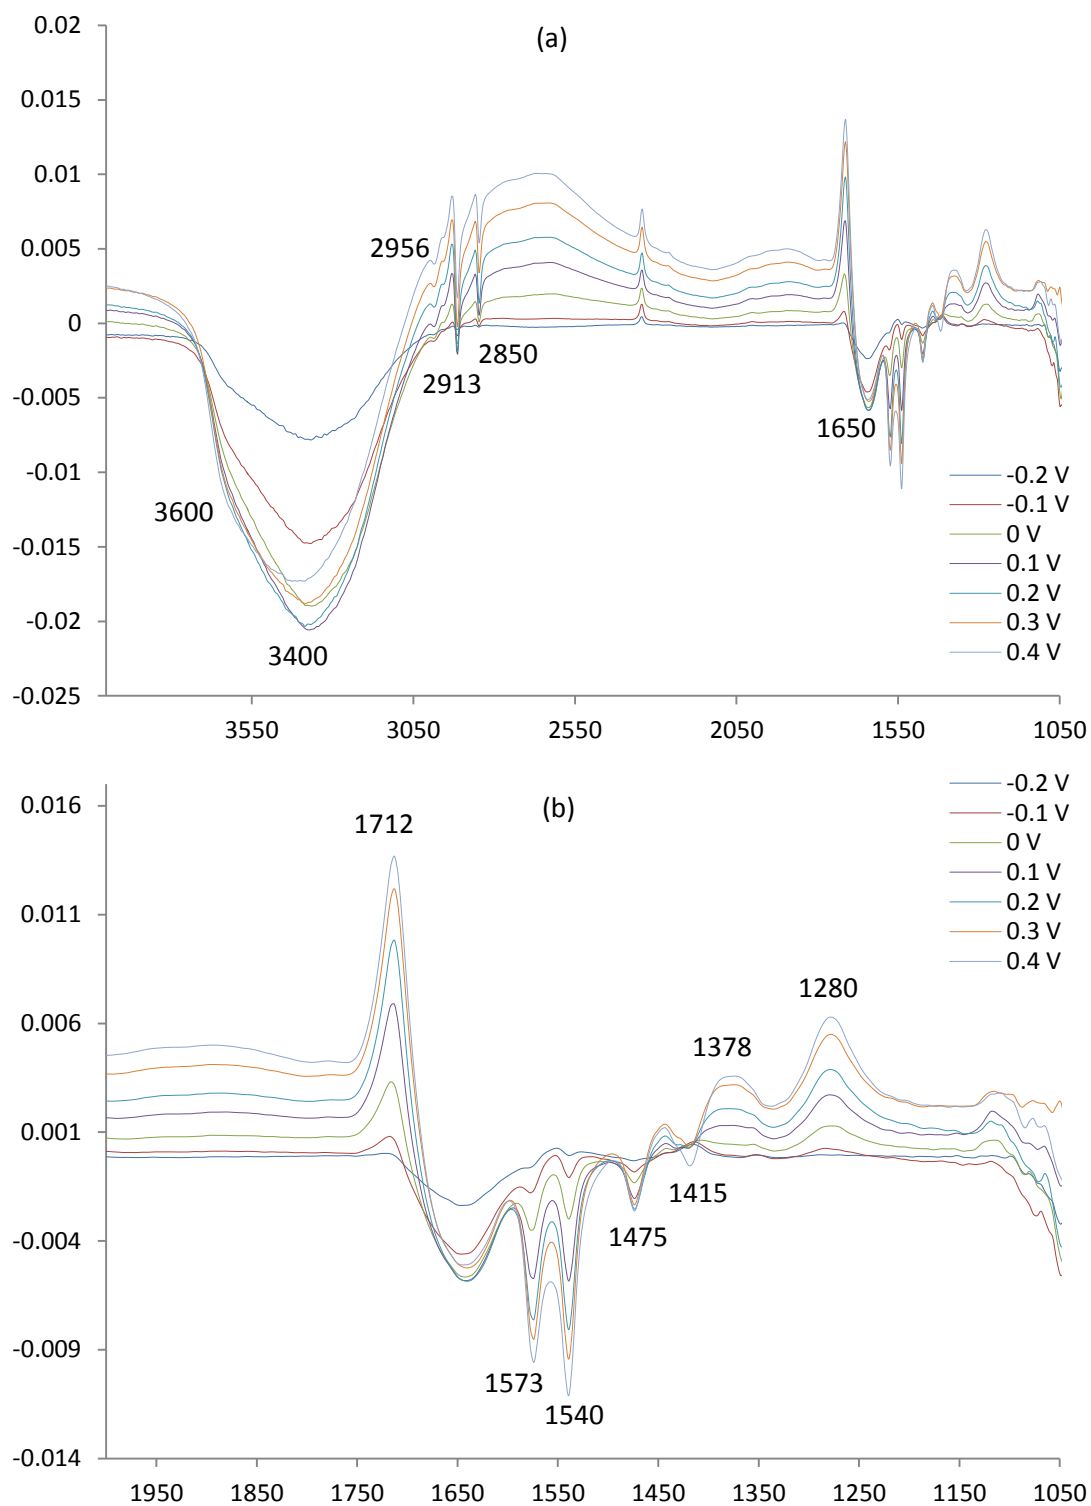 0.02
(a)
0.015
0.01
2956
0.005
0
2850
2913
-0.005
1650
-0.01
-0.2 V
3600
-0.1 V
-0.015
0 V
0.1 V
-0.02
0.2 V
3400
0.3 V
0.4 V
-0.025
3550 3050 2550 2050 1550 1050
-0.2 V
0.016
(b)
-0.1 V
1712
0 V
0.1 V
0.011
0.2 V
0.3 V
0.4 V
1280
0.006
1378
0.001
1415
1475
-0.004
-0.009
1573
1540
-0.014
1950 1850 1750 1650 1550 1450 1350 1250 1150 1050